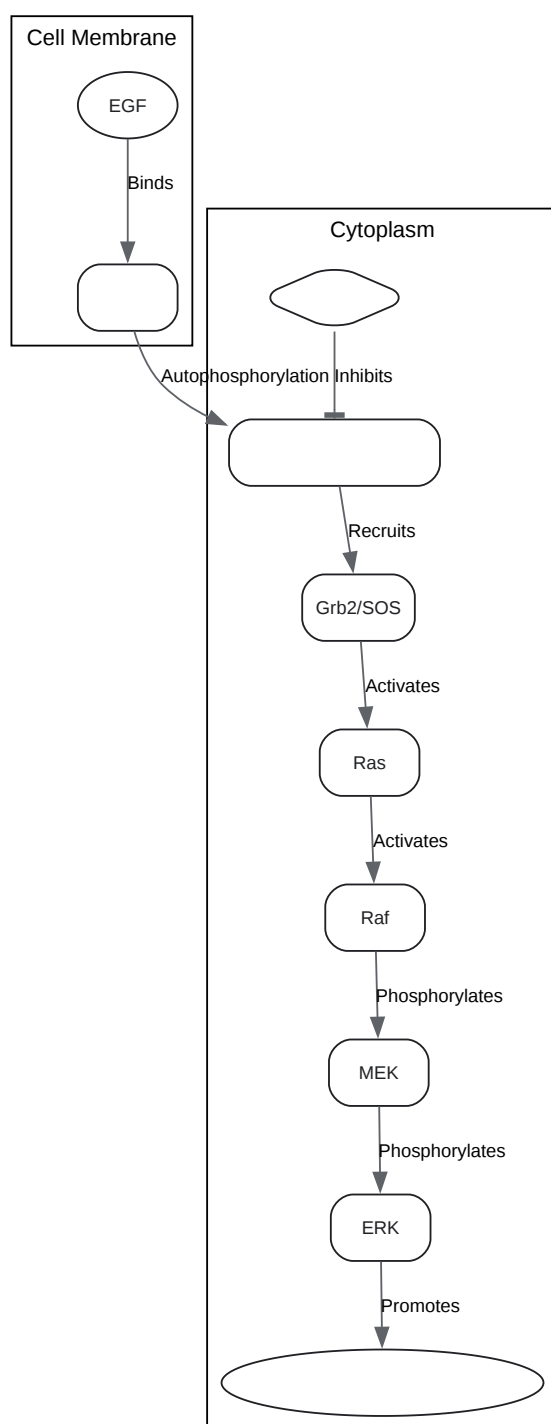 Cell Membrane
EGF
Binds
Cytoplasm
Autophosphorylation
Inhibits
Recruits
Grb2/SOS
Activates
Ras
Activates
Raf
Phosphorylates
MEK
Phosphorylates
ERK
Promotes